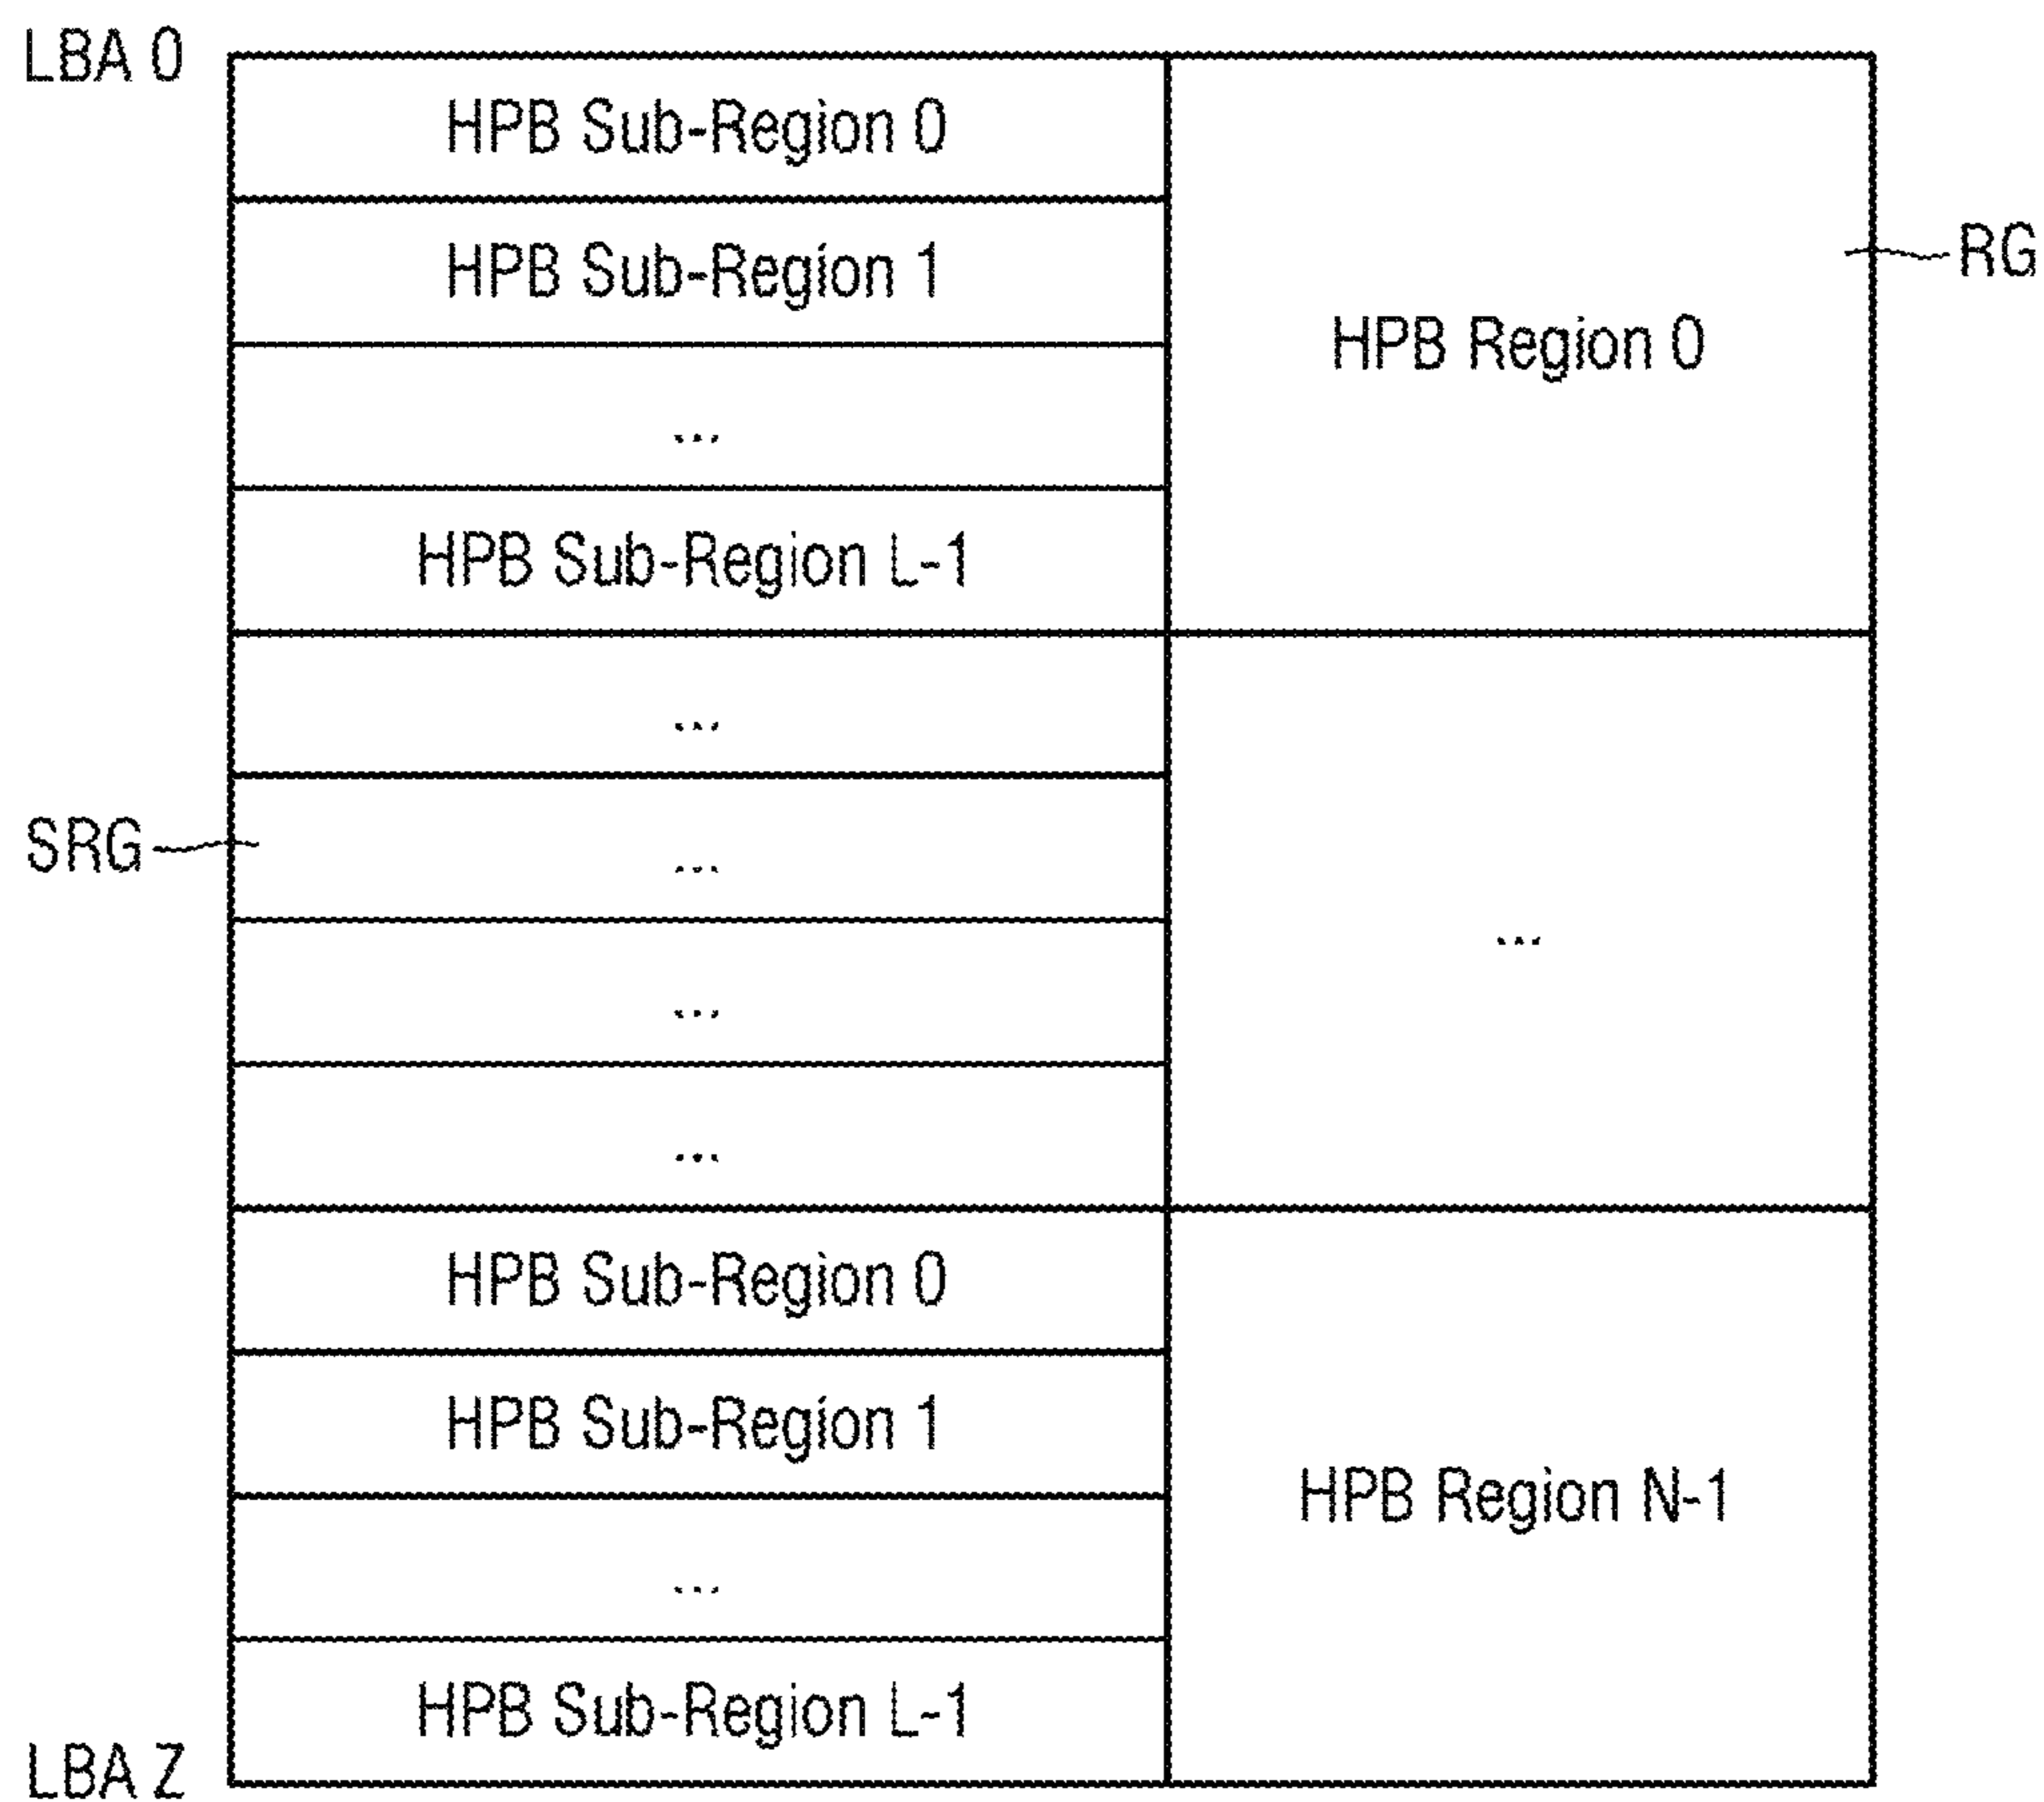 LBA 0
HPB Sub-Region 0
HPB Sub-Region 1
...
HPB Sub-Region L-1
HPB Region 0
RG
...
SRG
...
...
...
...
HPB Sub-Region 0
HPB Sub-Region 1
...
HPB Sub-Region L-1
HPB Region N-1
LBA Z